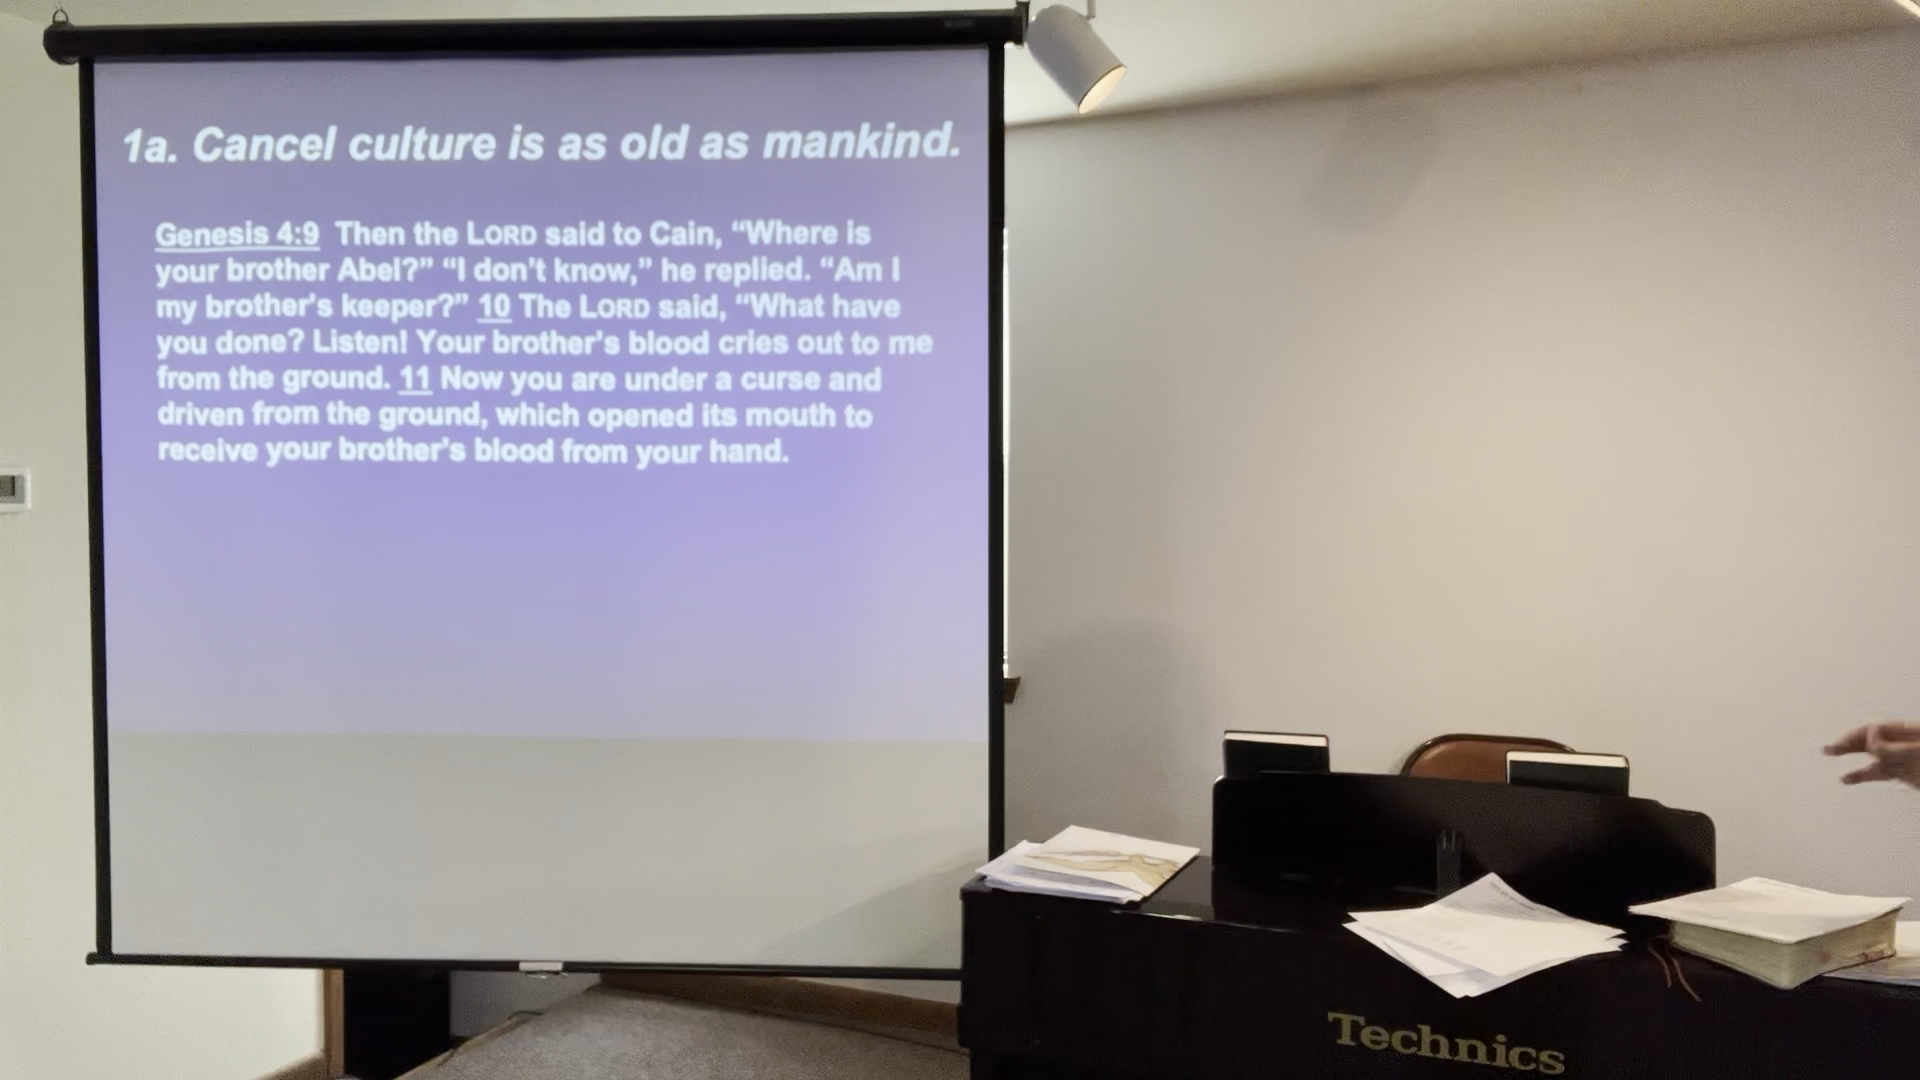 1a. Cancel culture is as old as mankind.
Genesis 4:9 Then the LORD said to Cain, “Where is
your brother Abel?” “I don’t know,” he replied. “Am I
my brother’s keeper?” 10 The LORD said, “What have
you done? Listen! Your brother’s blood cries out to me
from the ground. 11 Now you are under a curse and
driven from the ground, which opened its mouth to
receive your brother’s blood from your hand.
Technics